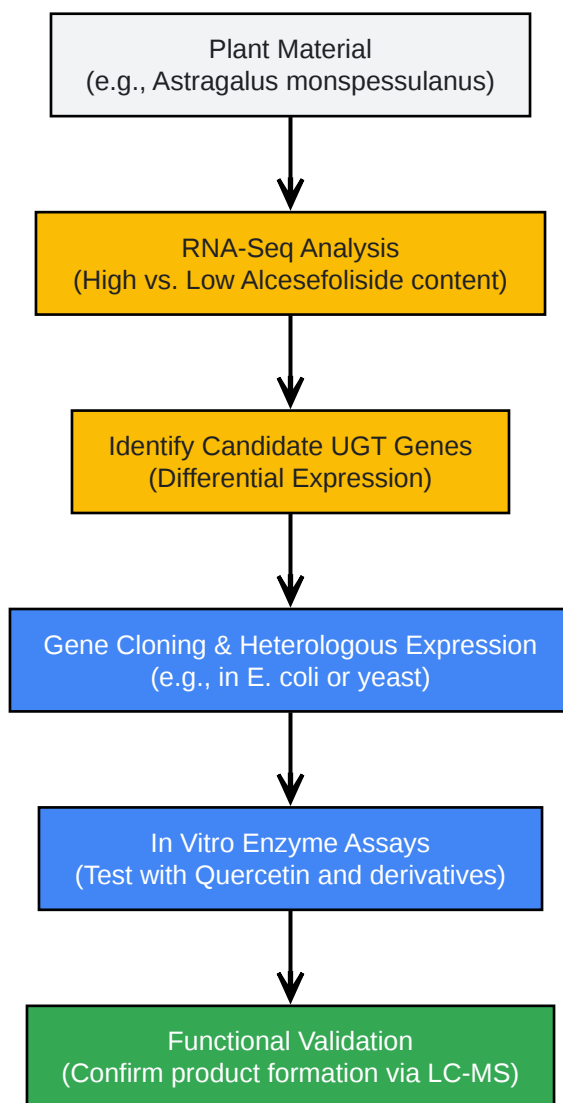 Plant Material
(e.g., Astragalus monspessulanus)
RNA-Seq Analysis
(High vs. Low Alcesefoliside content)
Identify Candidate UGT Genes
(Differential Expression)
Gene Cloning & Heterologous Expression
(e.g., in E. coli or yeast)
In Vitro Enzyme Assays
(Test with Quercetin and derivatives)
Functional Validation
(Confirm product formation via LC-MS)